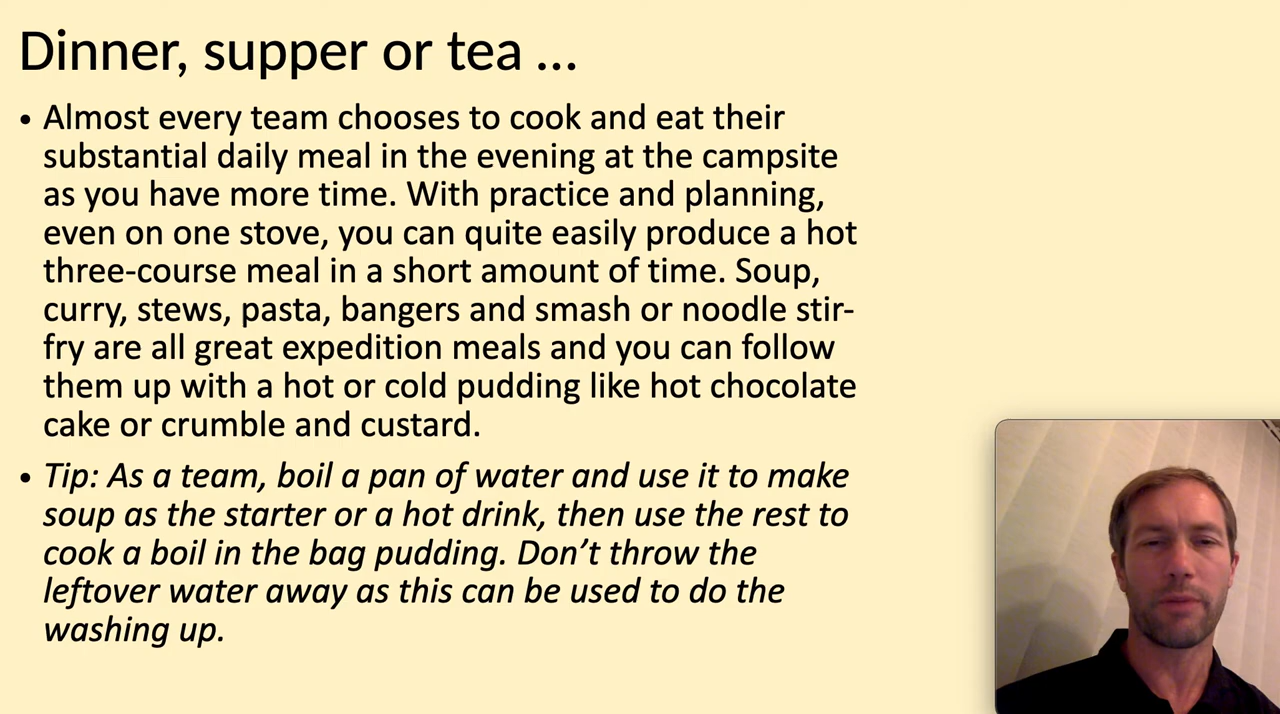 Dinner, supper or tea ...
• Almost every team chooses to cook and eat their
substantial daily meal in the evening at the campsite
as you have more time. With practice and planning,
even on one stove, you can quite easily produce a hot
three-course meal in a short amount of time. Soup,
curry, stews, pasta, bangers and smash or noodle stir-
fry are all great expedition meals and you can follow
them up with a hot or cold pudding like hot chocolate
cake or crumble and custard.
• Tip: As a team, boil a pan of water and use it to make
soup as the starter or a hot drink, then use the rest to
cook a boil in the bag pudding. Don’t throw the
leftover water away as this can be used to do the
washing up.